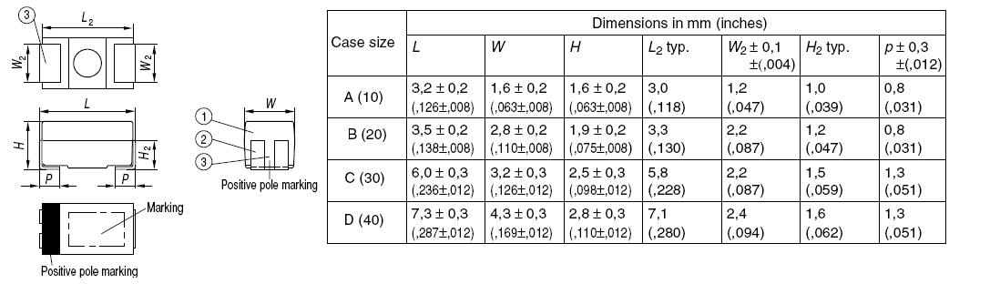 3
L2
W2
W2
L
H
H2
P
P
W
1
2
3
Positive pole marking
Marking
Positive pole marking
Case size Dimensions in mm (inches)
L W H L2 typ. W2 ± 0,1 H2 typ. p ± 0,3
±(,004) ±(,012)
A (10) 3,2 ± 0,2 1,6 ± 0,2 1,6 ± 0,2 3,0 1,2 1,0 0,8
(,126±,008) (,063±,008) (,063±,008) (,118) (,047) (,039) (,031)
B (20) 3,5 ± 0,2 2,8 ± 0,2 1,9 ± 0,2 3,3 2,2 1,2 0,8
(,138±,008) (,110±,008) (,075±,008) (,130) (,087) (,047) (,031)
C (30) 6,0 ± 0,3 3,2 ± 0,3 2,5 ± 0,3 5,8 2,2 1,5 1,3
(,236±,012) (,126±,012) (,098±,012) (,228) (,087) (,059) (,051)
D (40) 7,3 ± 0,3 4,3 ± 0,3 2,8 ± 0,3 7,1 2,4 1,6 1,3
(,287±,012) (,169±,012) (,110±,012) (,280) (,094) (,062) (,051)